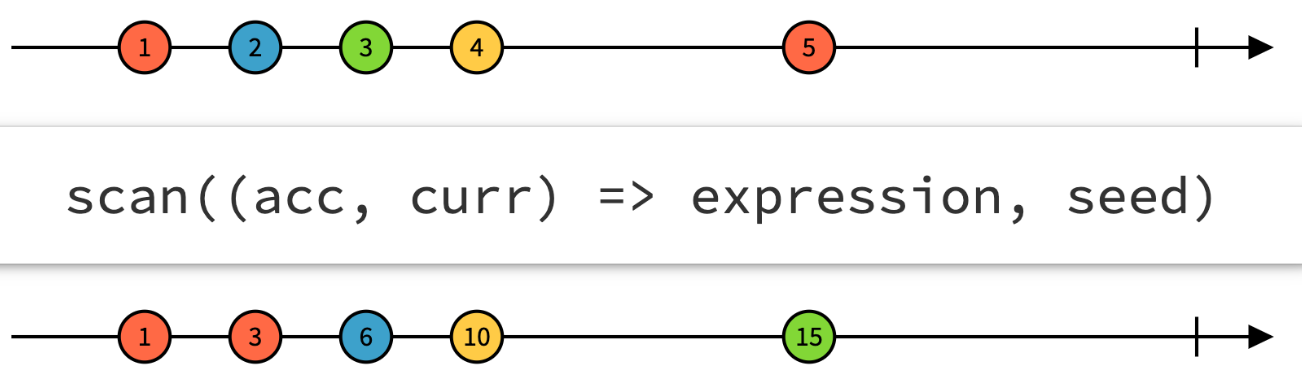 1 2 3 4 5
scan((acc, curr) => expression, seed)
1 3 6 10 15